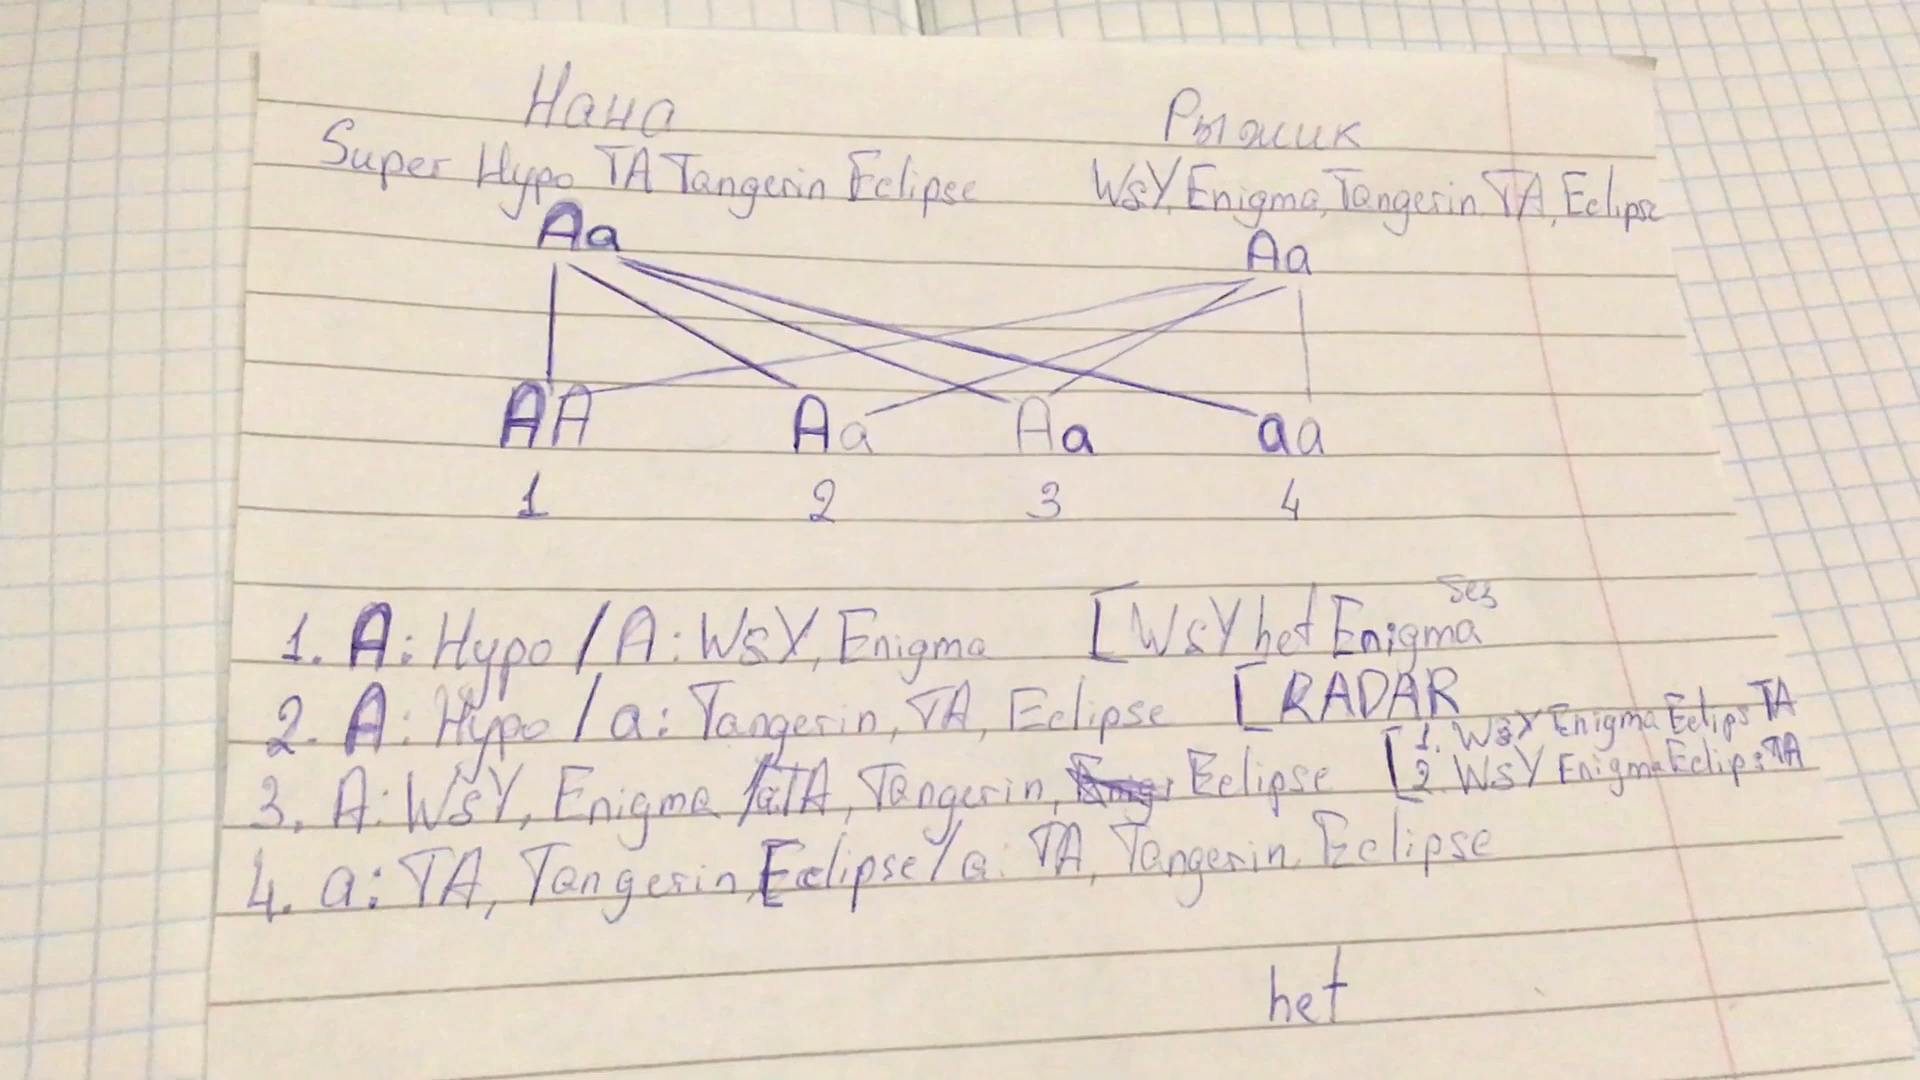 Нана Рыжик
Super Hypo TA Tangerin Eclipse WsY, Enigma, Tangerin TA, Eclipse
Aa Aa
AA Aa Aa aa
1 2 3 4
без
1. A: Hypo / A: WsY, Enigma [WsY het Enigma
2. A: Hypo / a: Tangerin, TA, Eclipse [RADAR
[1. WsY Enigma Eclips TA
3. A: WsY, Enigma /a TA, Tangerin, Eclipse 2. WsY Enigma Eclips TA
4. a: TA, Tangerin, Eclipse / a: TA, Tangerin Eclipse
het